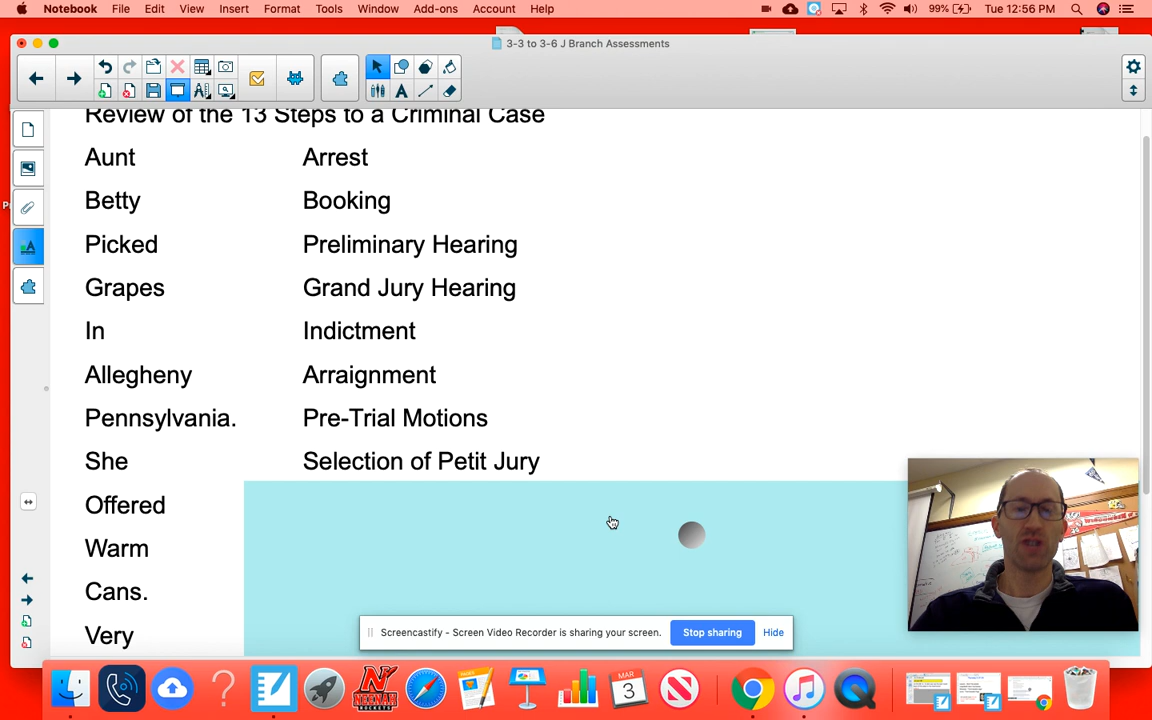 Notebook File Edit View Insert Format Tools Window Add-ons Account Help 99% Tue 12:56 PM
3-3 to 3-6 J Branch Assessments
Review of the 13 Steps to a Criminal Case
Aunt Arrest
Betty Booking
Picked Preliminary Hearing
Grapes Grand Jury Hearing
In Indictment
Allegheny Arraignment
Pennsylvania. Pre-Trial Motions
She Selection of Petit Jury
Offered
Warm
Cans.
Very
Screencastify - Screen Video Recorder is sharing your screen. Stop sharing Hide
MAR
3